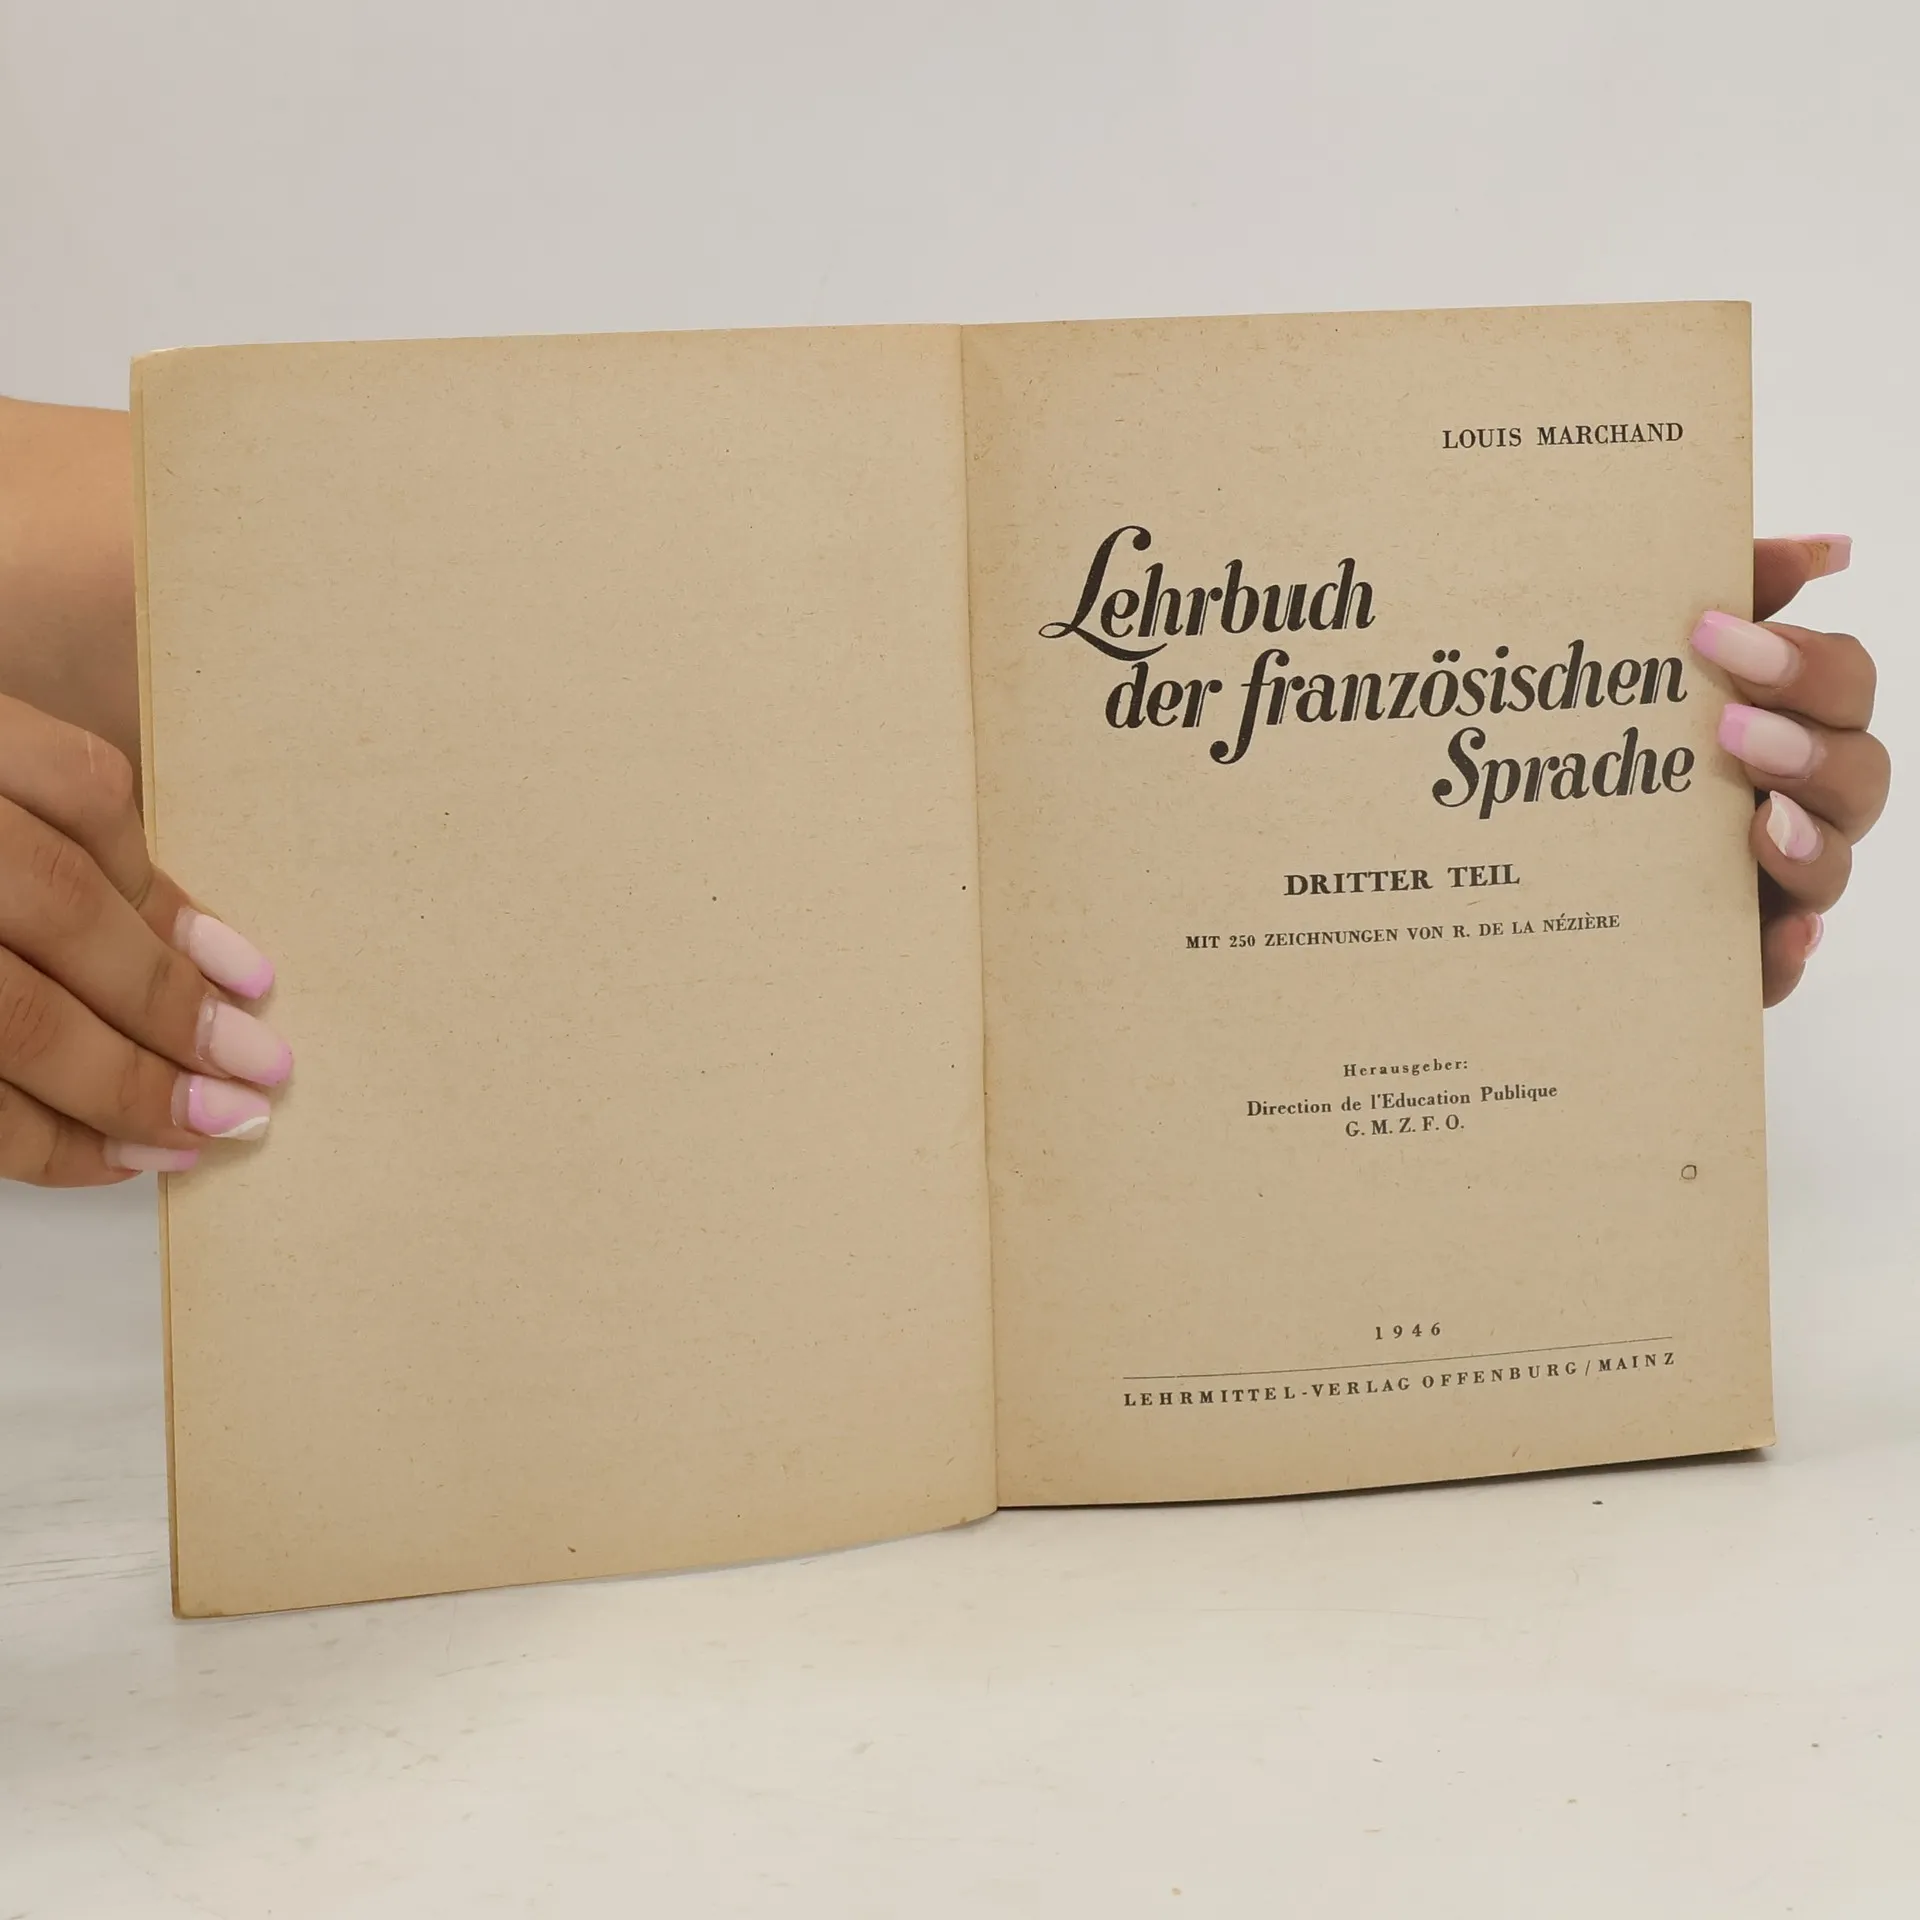 LOUIS MARCHAND
Lehrbuch
der französischen
Sprache
DRITTER TEIL
MIT 250 ZEICHNUNGEN VON R. DE LA NÉZIÈRE
Herausgeber:
Direction de l'Education Publique
G. M. Z. F. O.
1946
LEHRMITTEL-VERLAG OFFENBURG/MAINZ